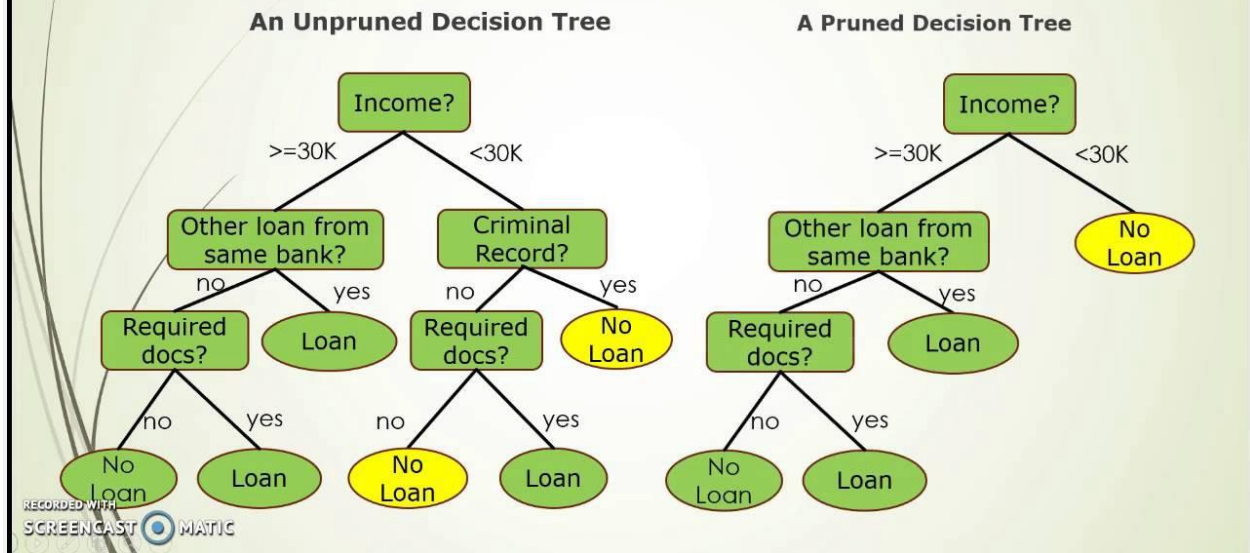 An Unpruned Decision Tree
A Pruned Decision Tree
Income?
>=30K
<30K
Other loan from
same bank?
Criminal
Record?
no
yes
no
yes
Required
docs?
Loan
Required
docs?
No
Loan
no
yes
no
yes
No
Loan
Loan
No
Loan
Loan
Income?
>=30K
<30K
Other loan from
same bank?
No
Loan
no
yes
Required
docs?
Loan
no
yes
No
Loan
Loan
RECORDED WITH
SCREENCAST MATIC